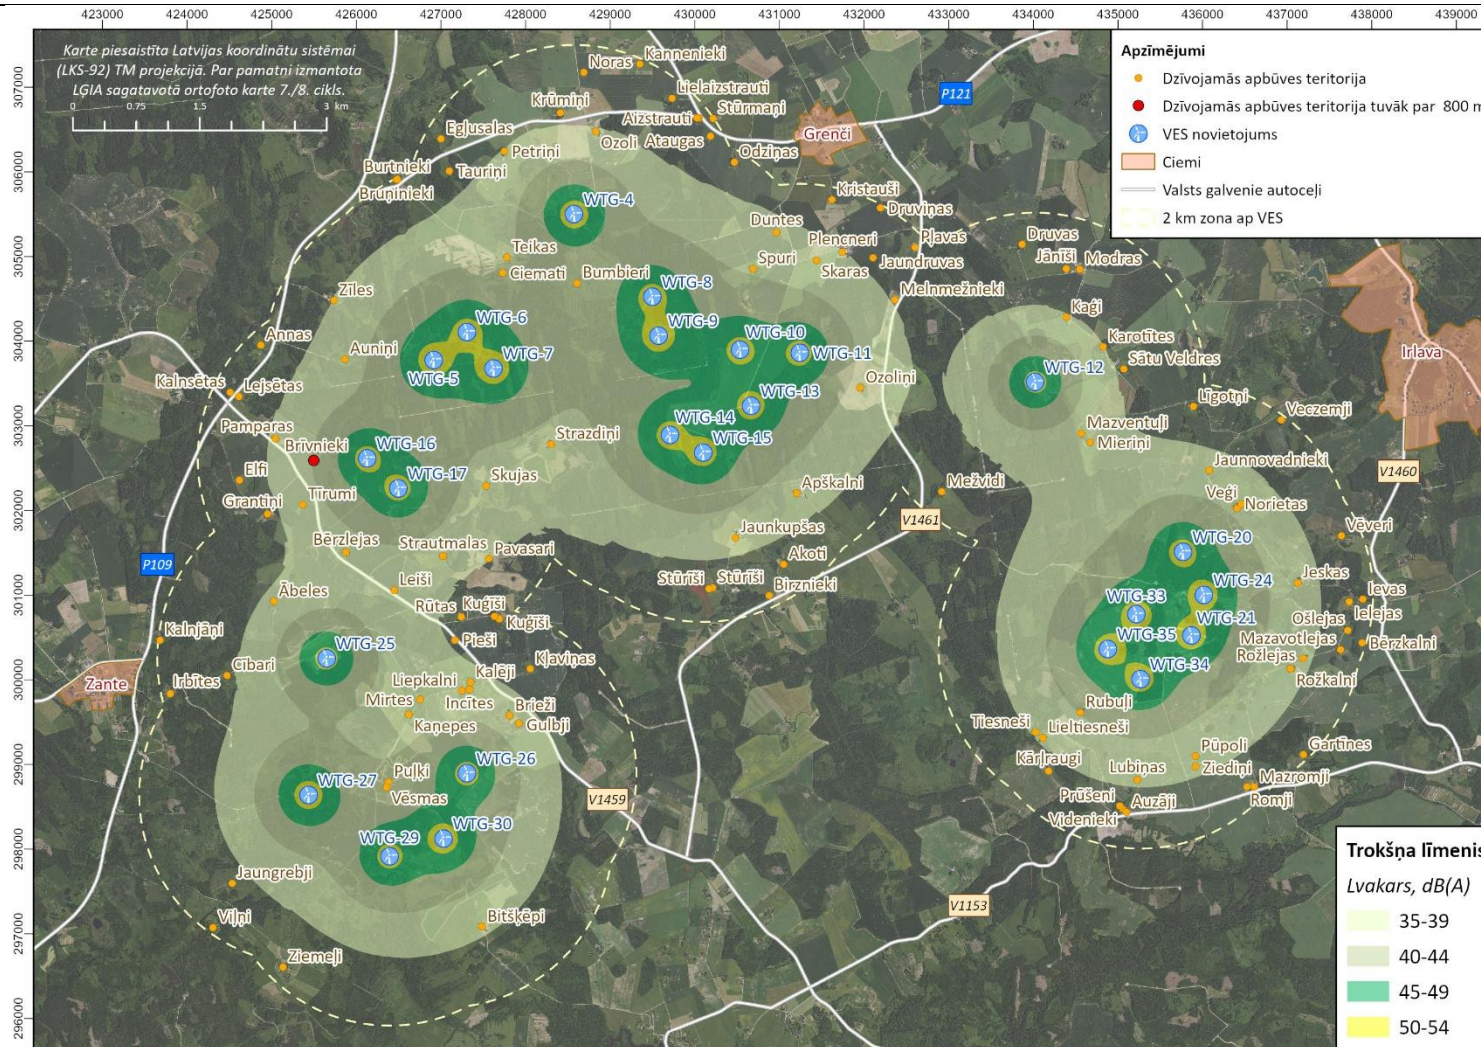 423000 424000 425000 426000 427000 428000 429000 430000 431000 432000 433000 434000 435000 436000 437000 438000 439000
307000
306000
305000
304000
303000
302000
301000
300000
299000
298000
297000
296000
Karte piesaistīta Latvijas koordinātu sistēmai
(LKS-92) TM projekcijā. Par pamatni izmantota
LĢIA sagatavotā ortofoto karte 7./8. cikls.
0 0.75 1.5 3 km
Apzīmējumi
Dzīvojamās apbūves teritorija
Dzīvojamās apbūves teritorija tuvāk par 800 m
VES novietojums
Ciemi
Valsts galvenie autoceļi
2 km zona ap VES
Kannenieki
Noras
Lielaizstrauti
Krūmiņi
Aizstrauti
Stūrmaņi
P121
Grenči
Egļusalas
Ozoli
Ataugas
Petriņi
Odziņas
Burtnieki
Tauriņi
Bruņinieki
Kristauši
WTG-4
Druviņas
Duntes
Plencneri
Pļavas
Druvas
Teikas
Spuri
Skaras
Jaundruvas
Jānīši
Modras
Ciemati
Bumbieri
Zīles
WTG-8
Melnmežnieki
Kaģi
WTG-6
Annas
WTG-9
WTG-10
Karotītes
Auniņi
WTG-7
WTG-11
Sātu Veldres
Irlava
WTG-5
WTG-12
Kalnsētas
Lejsētas
Ozoliņi
WTG-13
Līgotņi
Veczemji
Pamparas
WTG-14
Mazventuļi
Brīvnieki
WTG-16
Strazdiņi
WTG-15
Mieriņi
Elfi
WTG-17
Skujas
Jaunnovadnieki
V1460
Grantiņi
Tīrumi
Apškalni
Mežvidi
Veģi
Norietas
V1461
Bērzlejas
Strautmalas
Pavasari
Jaunkupšas
Vēveri
WTG-20
P109
Akoti
Ābeles
Leiši
Stūrīši
Stūrīši
Birznieki
WTG-24
Jeskas
Ievas
Rūtas
Kuģīši
WTG-33
WTG-21
Ošlejas
Ielejas
Kalnjāņi
Kuģīši
Pieši
WTG-35
Mazavotlejas
Bērzkalni
WTG-25
Rožlejas
Cībari
Kļaviņas
WTG-34
Zante
Irbītes
Liepkalni
Kalēji
Rožkalni
Mirtes
Incītes
Brieži
Rubuļi
Kaņepes
Gulbji
Tiesneši
Lieltiesneši
WTG-26
Kārļraugi
Pūpoli
Gartīnes
WTG-27
Puļķi
Ziediņi
Vēsmas
Lubiņas
Mazromji
V1459
Prūšeni
Auzāji
Romji
WTG-30
WTG-29
Videnieki
Jaungrebji
V1153
Viļņi
Bitšķēpi
Ziemeļi
Trokšņa līmenis
Lvakars, dB(A)
35-39
40-44
45-49
50-54